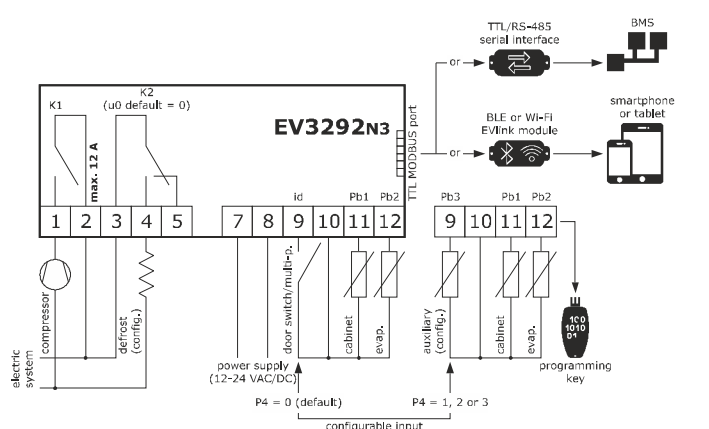 TTL/RS-485
serial interface
BMS
or
K1
K2
(u0 default = 0)
max. 12 A
EV3292N3
TTL MODBUS port
BLE or Wi-Fi
EVlink module
or
smartphone
or tablet
id
Pb1
Pb2
Pb3
Pb1
Pb2
1
2
3
4
5
7
8
9
10
11
12
9
10
11
12
compressor
defrost
(config.)
door switch/multi-p.
cabinet
evap.
auxiliary
(config.)
cabinet
evap.
100
1010
01
electric
system
power supply
(12-24 VAC/DC)
programming
key
P4 = 0 (default)
P4 = 1, 2 or 3
configurable input